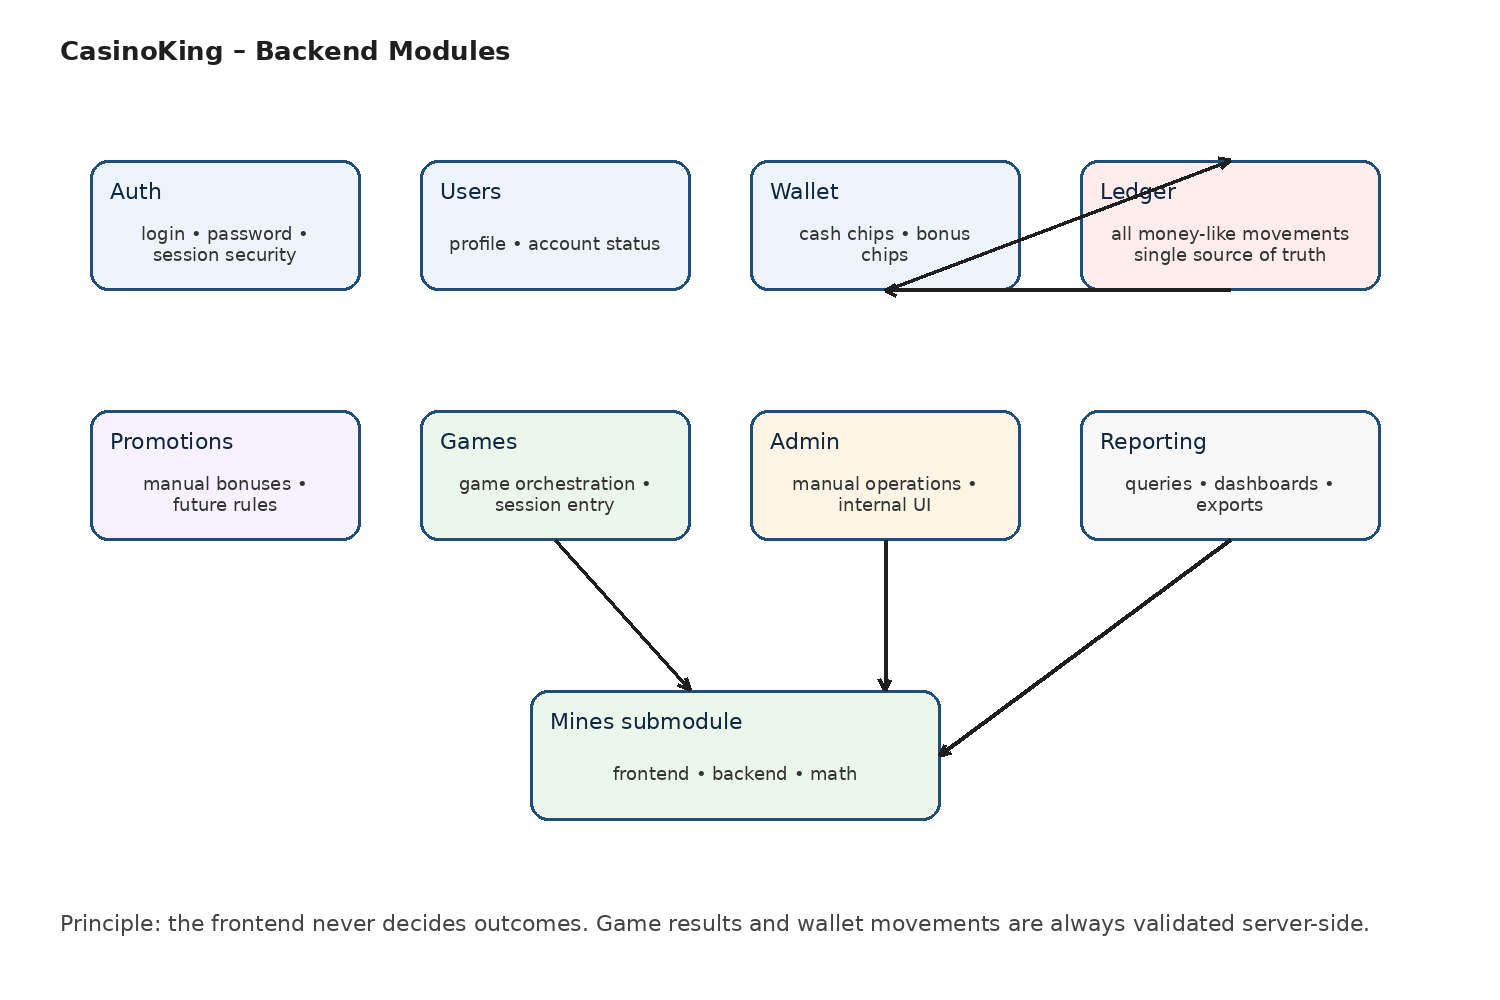 CasinoKing – Backend Modules
Auth
login • password •
session security
Users
profile • account status
Wallet
cash chips • bonus
chips
Ledger
all money-like movements
single source of truth
Promotions
manual bonuses •
future rules
Games
game orchestration •
session entry
Admin
manual operations •
internal UI
Reporting
queries • dashboards •
exports
Mines submodule
frontend • backend • math
Principle: the frontend never decides outcomes. Game results and wallet movements are always validated server-side.